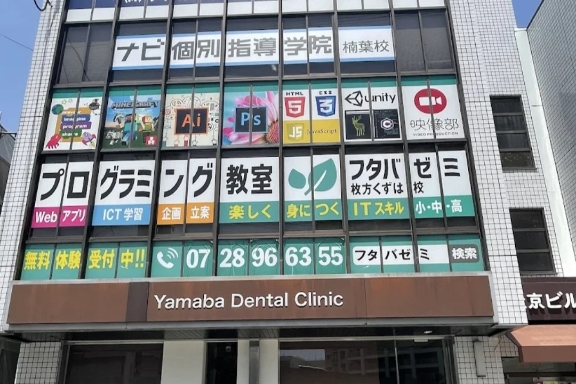 ナビ個別指導学院 楠葉校
Ai
Ps
HTML
CSS
JS
JavaScript
unity
C
映像部
プログラミング教室
フタバゼミ
枚方くずは校
Web アプリ
ICT学習
企画 立案
楽しく 身につく
ITスキル
小・中・高
無料体験受付中!!
07 28 96 63 55
フタバゼミ 検索
Yamaba Dental Clinic
京ビル